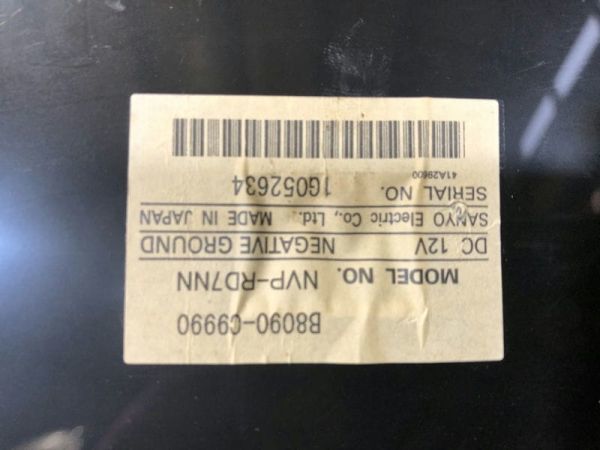 B8090-C9990
MODEL NO. NVP-RD7NN
DC 12V NEGATIVE GROUND
SANYO Electric Co., Ltd. MADE IN JAPAN
SERIAL NO. 1G052634
41A29600